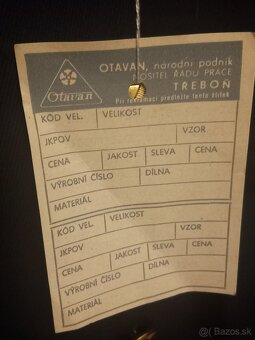 Otavan
OTAVAN, národní podnik
NOSITEL ŘÁDU PRÁCE
TŘEBOŇ
Při reklamaci předložte tento štítek
KÓD VEL. VELIKOST
JKPOV VZOR
CENA JAKOST SLEVA CENA
VÝROBNÍ ČÍSLO DÍLNA
MATERIÁL
KÓD VEL. VELIKOST
JKPOV VZOR
CENA JAKOST SLEVA CENA
VÝROBNÍ ČÍSLO DÍLNA
MATERIÁL
Bazos.sk